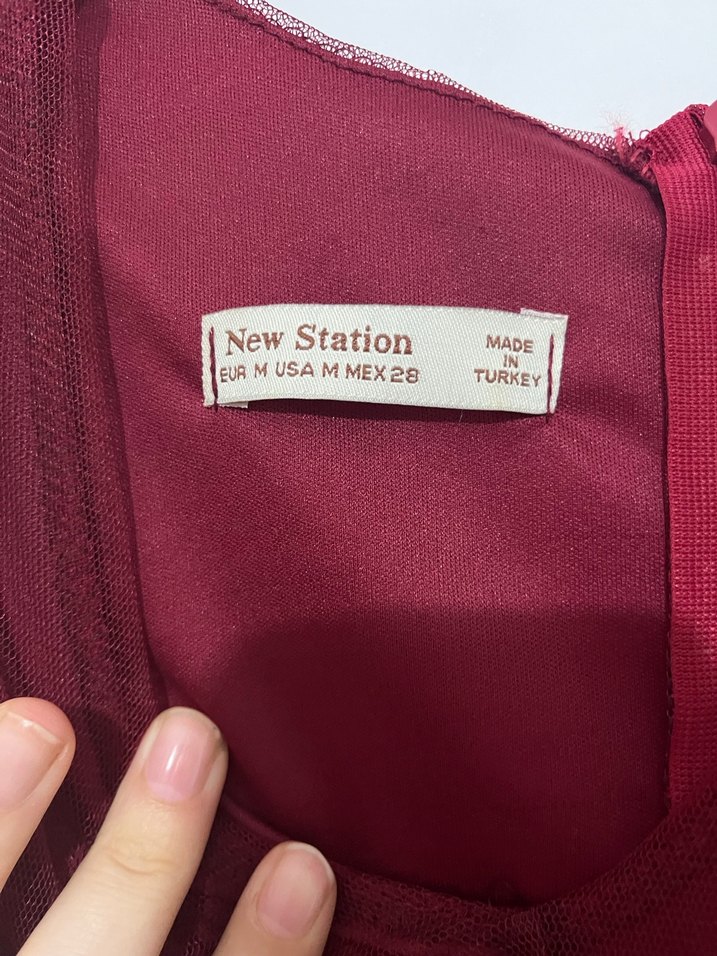 New Station
EUR M USA M MEX 28
MADE
IN
TURKEY